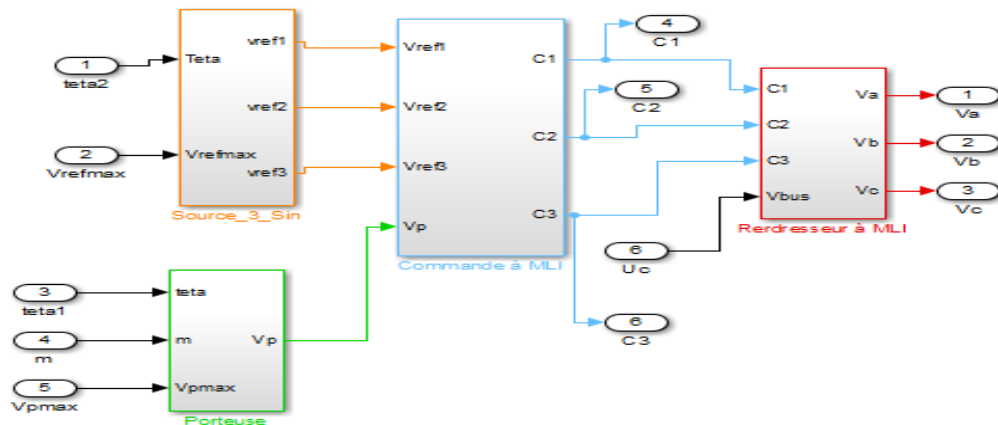 1
teta2
2
Vrefmax
Teta
Vrefmax
vref1
vref2
vref3
Source_3_Sin
3
teta1
4
m
5
Vpmax
teta
m
Vpmax
Vp
Porteuse
Vref1
Vref2
Vref3
Vp
C1
C2
C3
Commande à MLI
4
C1
5
C2
6
C3
6
Uc
C1
C2
C3
Vbus
Va
Vb
Vc
Rerdresseur à MLI
1
Va
2
Vb
3
Vc